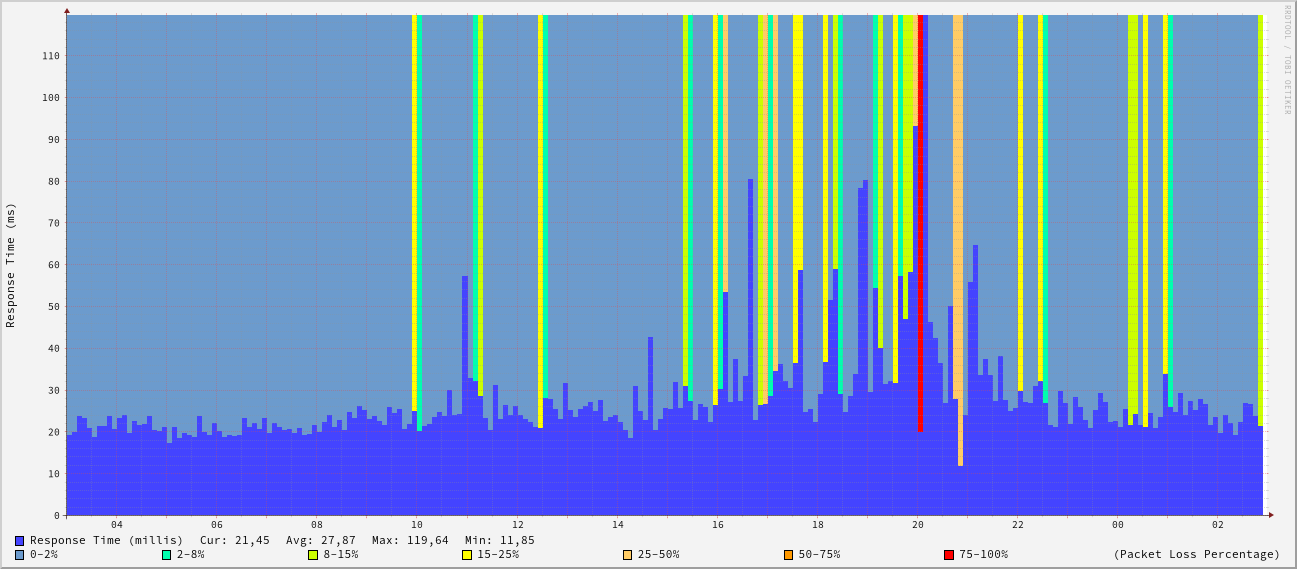 RRDTOOL / TOBI OETIKER
Response Time (ms)
110
100
90
80
70
60
50
40
30
20
10
0
04 06 08 10 12 14 16 18 20 22 00 02
Response Time (millis) Cur: 21,45 Avg: 27,87 Max: 119,64 Min: 11,85
0-2% 2-8% 8-15% 15-25% 25-50% 50-75% 75-100% (Packet Loss Percentage)